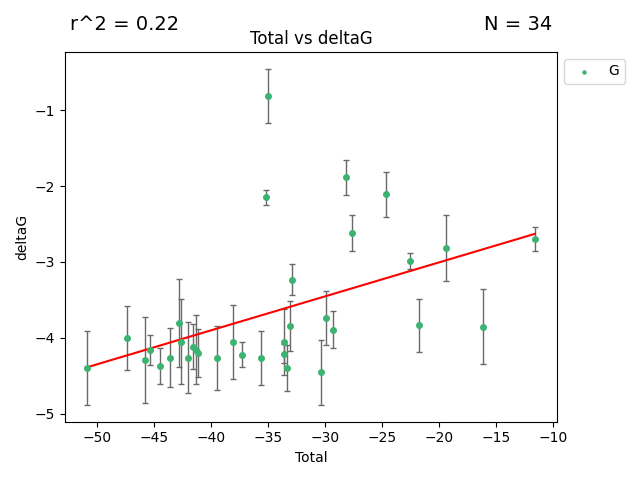 r^2 = 0.22
N = 34
Total vs deltaG
G
−1
−2
−3
−4
−5
deltaG
−50 −45 −40 −35 −30 −25 −20 −15 −10
Total